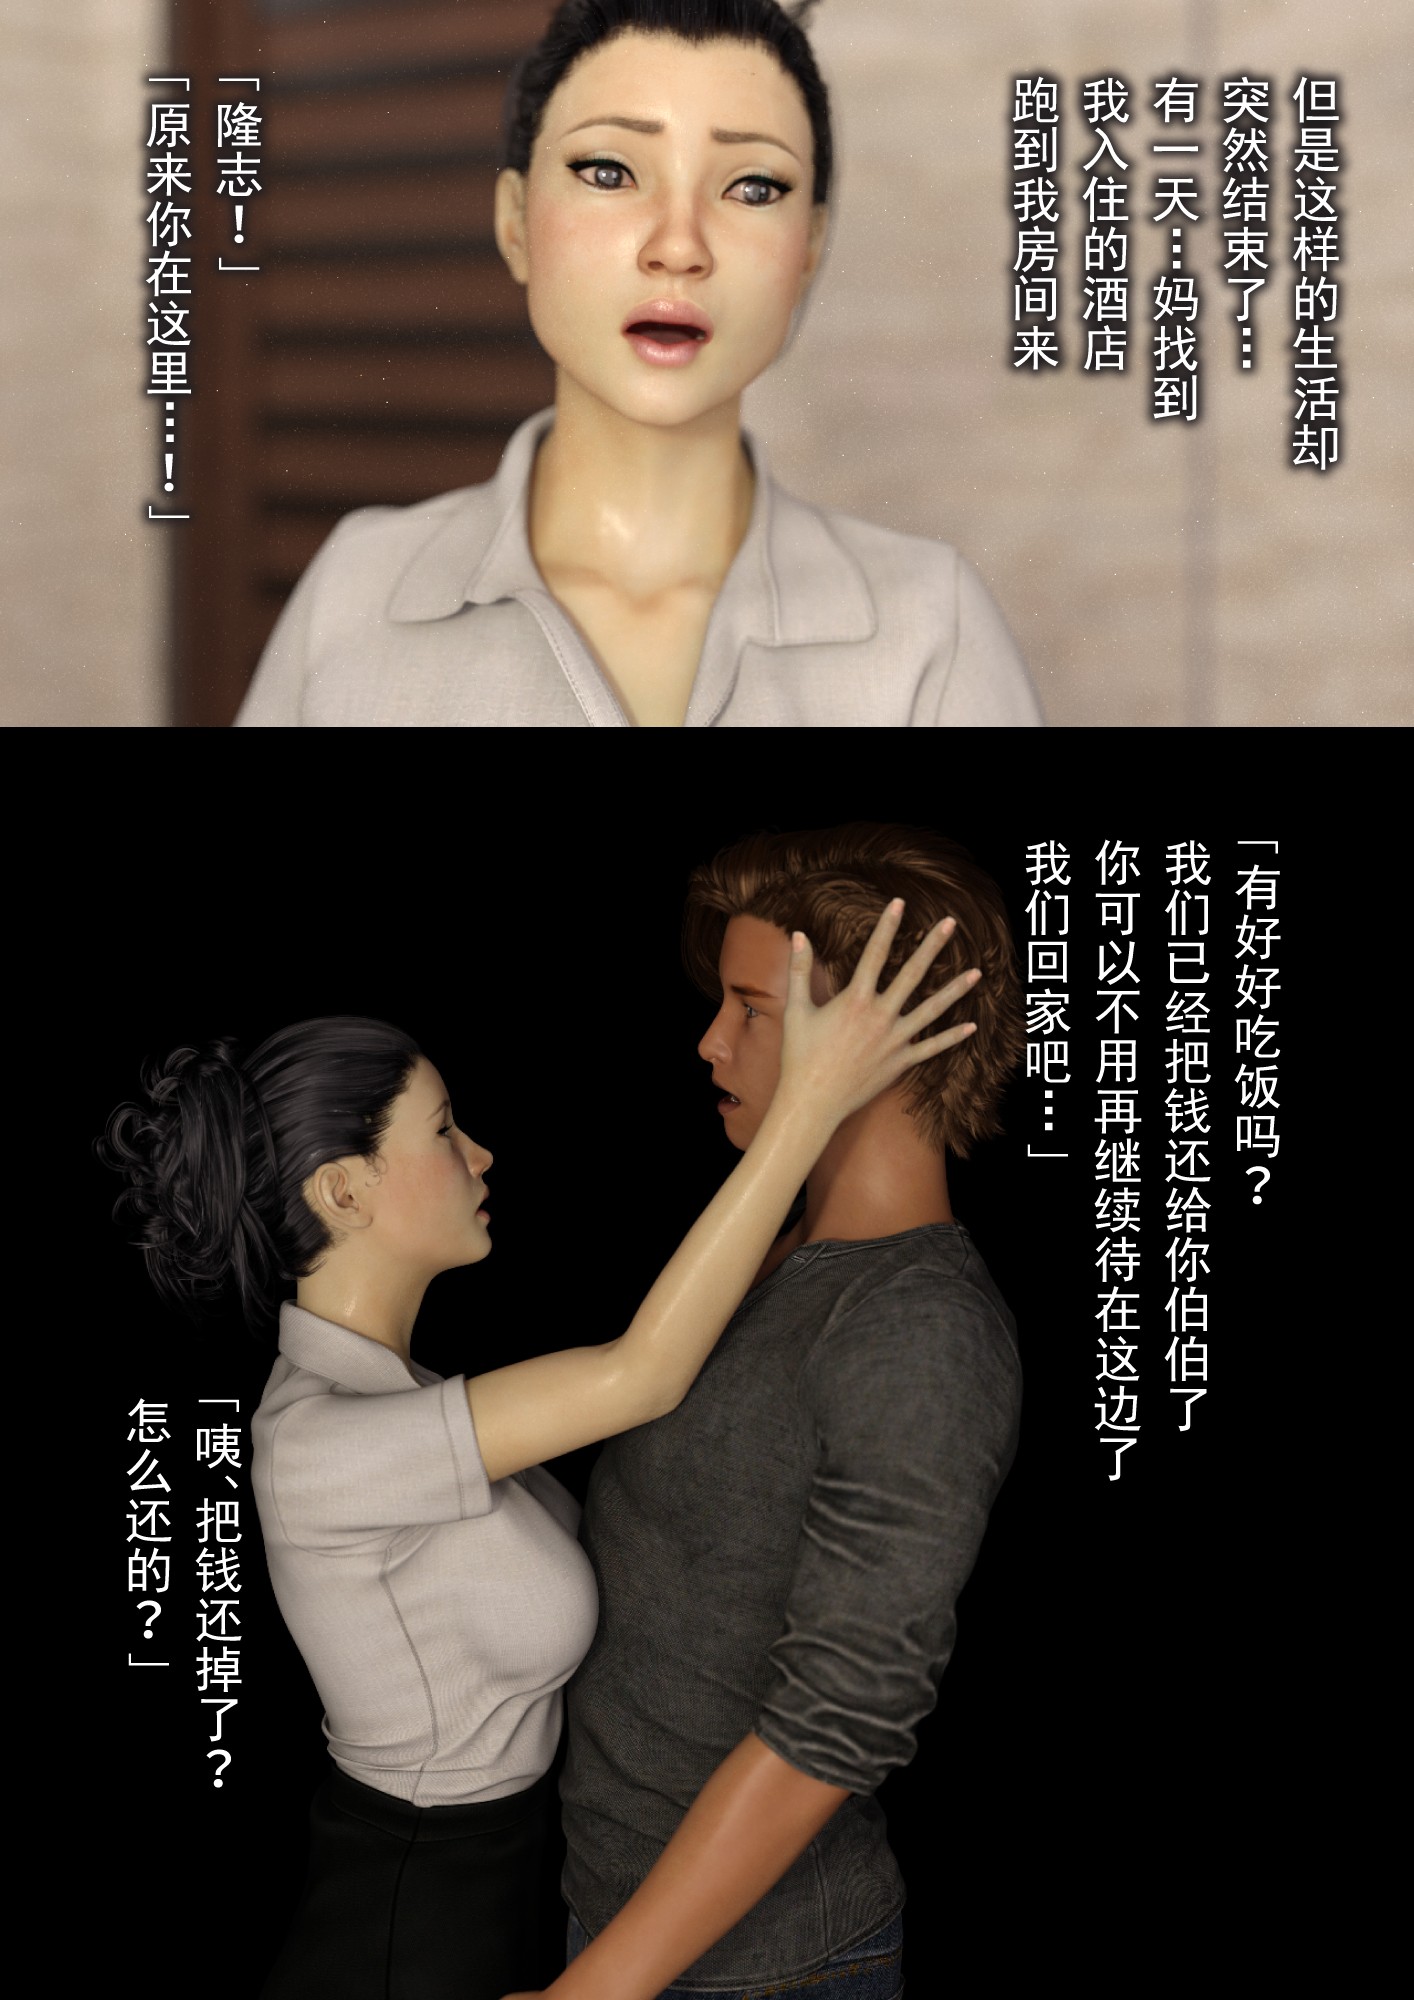 但是这样的生活却
突然结束了…
有一天…妈找到
我入住的酒店
跑到我房间来
「隆志！」
「原来你在这里…！」
「有好好吃饭吗？
我们已经把钱还给你伯伯了
你可以不用再继续待在这边了
我们回家吧…」
「咦、把钱还掉了？
怎么还的？」